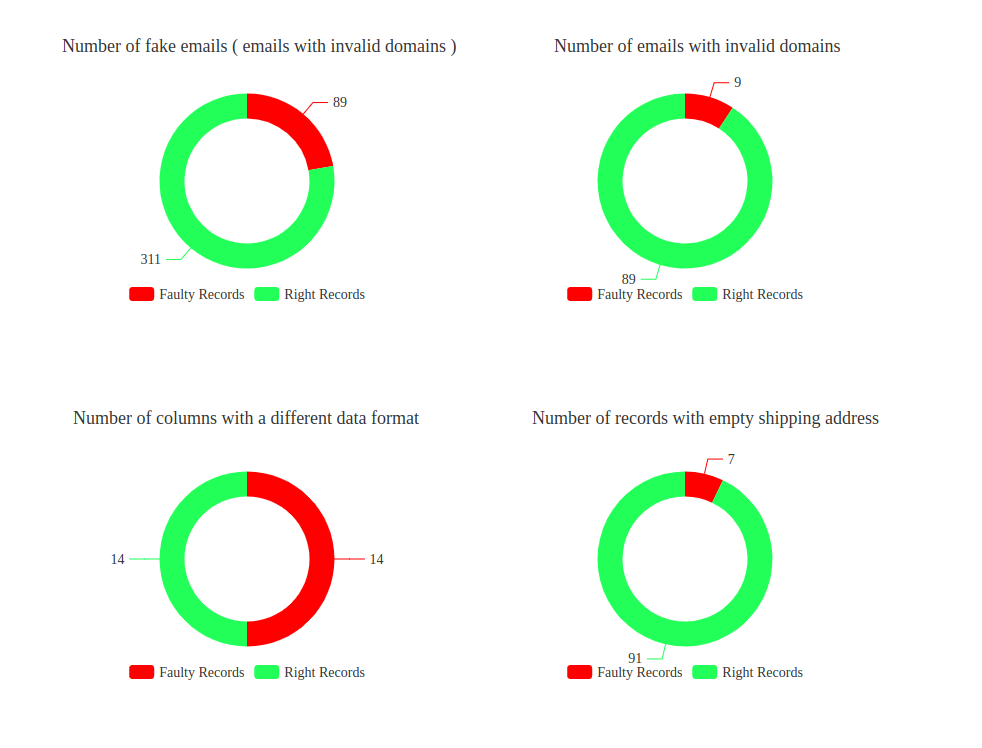 Number of fake emails ( emails with invalid domains )
89
311
Faulty Records Right Records
Number of emails with invalid domains
9
89
Faulty Records Right Records
Number of columns with a different data format
14
14
Faulty Records Right Records
Number of records with empty shipping address
7
91
Faulty Records Right Records